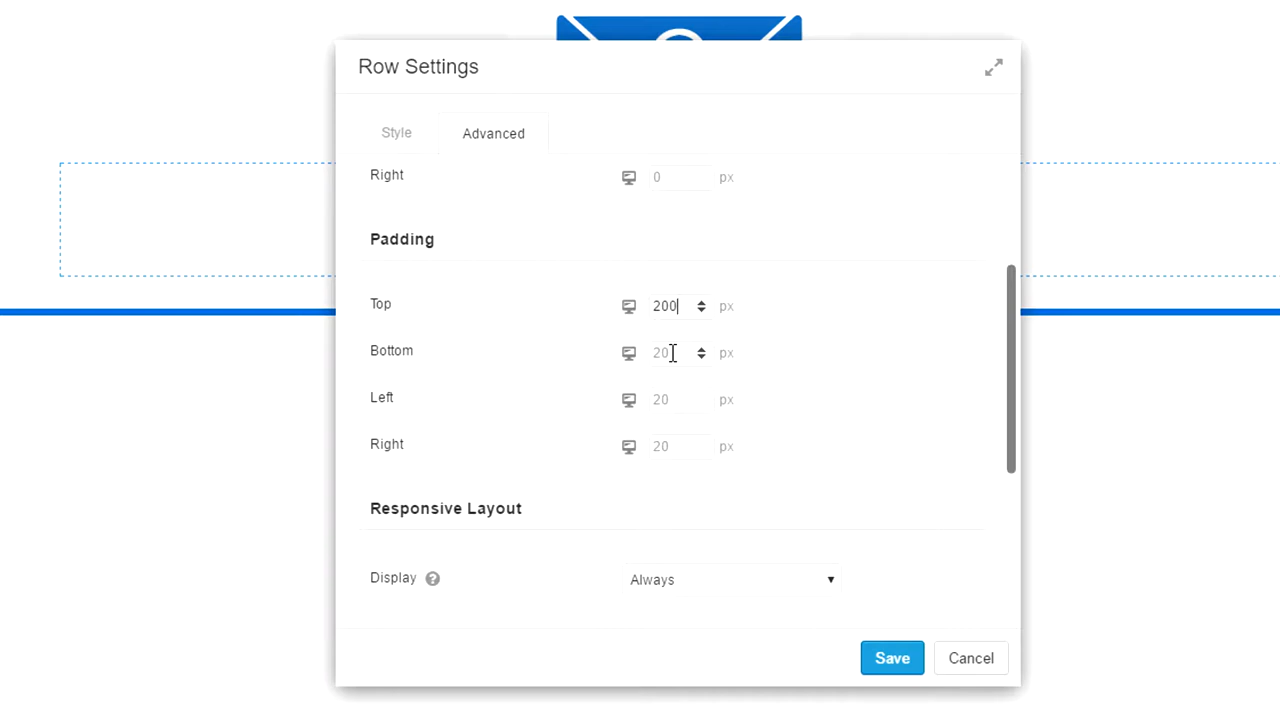 Row Settings
Style Advanced
Right 0 px
Padding
Top 200 px
Bottom 20 px
Left 20 px
Right 20 px
Responsive Layout
Display ? Always
Save Cancel